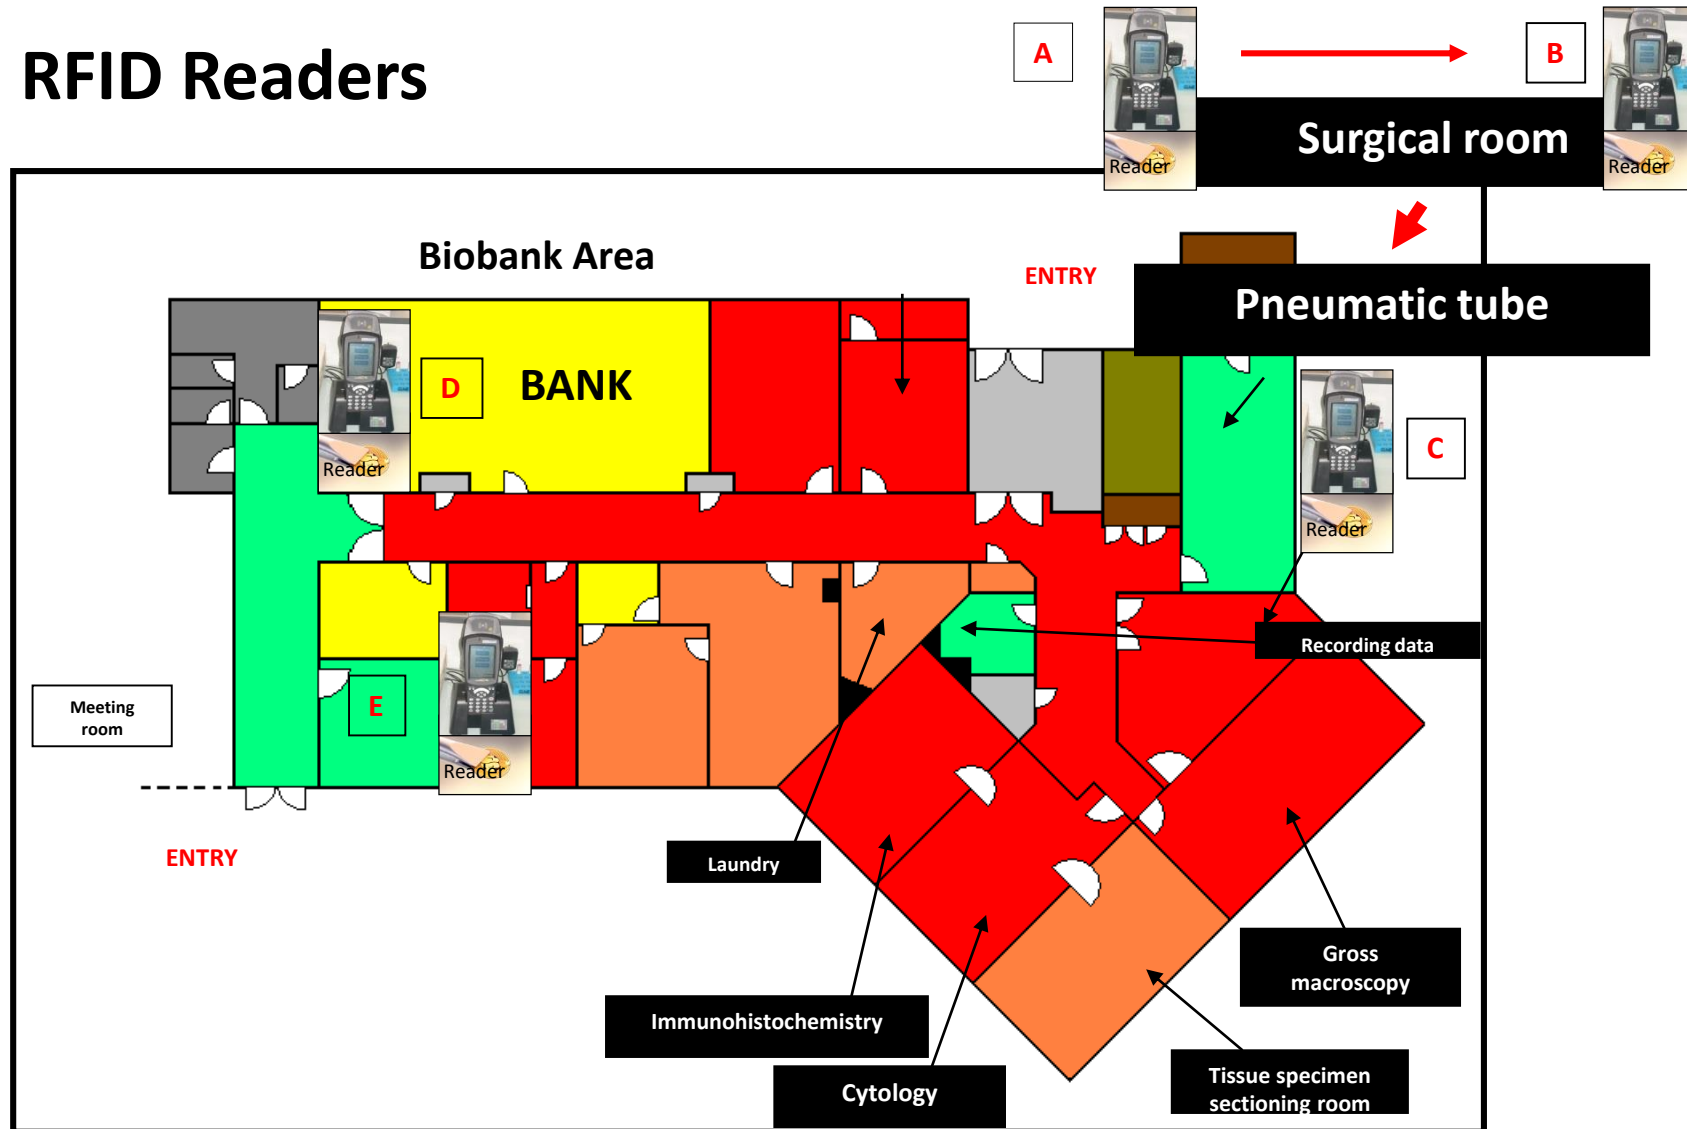 RFID Readers
A
B
Surgical room
Reader
Reader
Biobank Area
ENTRY
Pneumatic tube
D
BANK
C
Reader
Reader
Recording data
E
Meeting
room
Reader
ENTRY
Laundry
Gross
macroscopy
Immunohistochemistry
Cytology
Tissue specimen
sectioning room